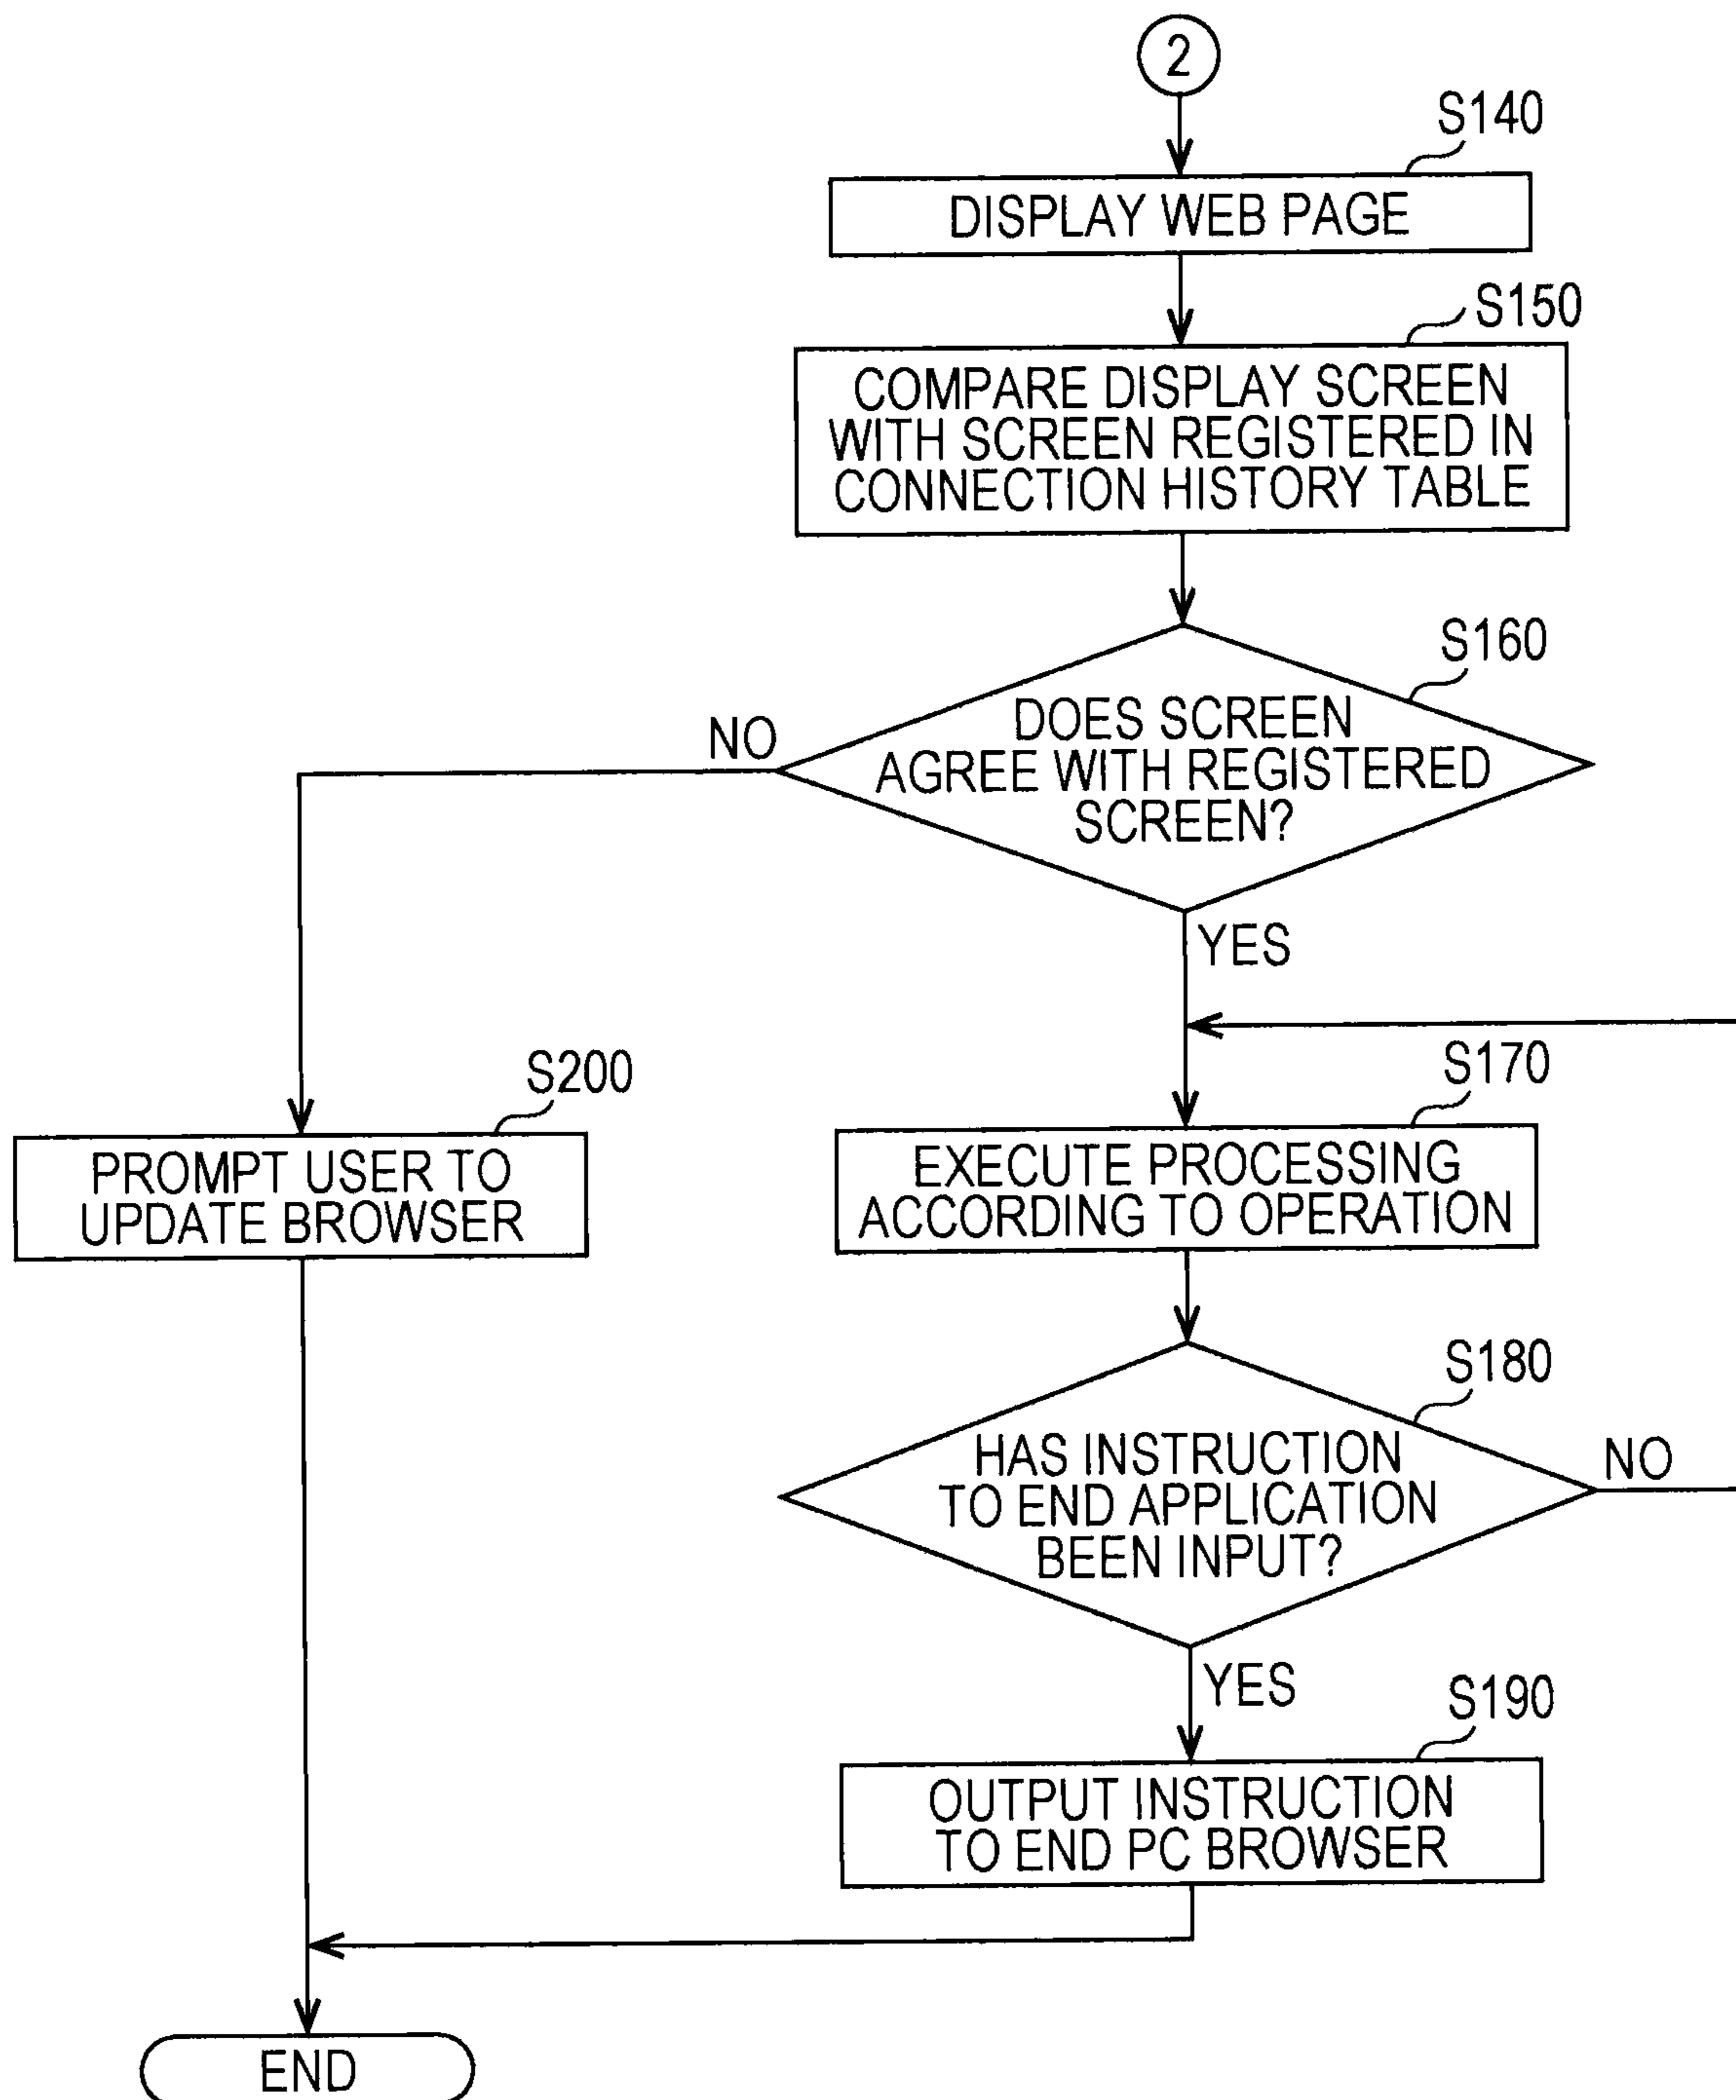 2
S140
DISPLAY WEB PAGE
S150
COMPARE DISPLAY SCREEN
WITH SCREEN REGISTERED IN
CONNECTION HISTORY TABLE
S160
DOES SCREEN
AGREE WITH REGISTERED
SCREEN?
NO
YES
S200
PROMPT USER TO
UPDATE BROWSER
S170
EXECUTE PROCESSING
ACCORDING TO OPERATION
S180
HAS INSTRUCTION
TO END APPLICATION
BEEN INPUT?
NO
YES
S190
OUTPUT INSTRUCTION
TO END PC BROWSER
END